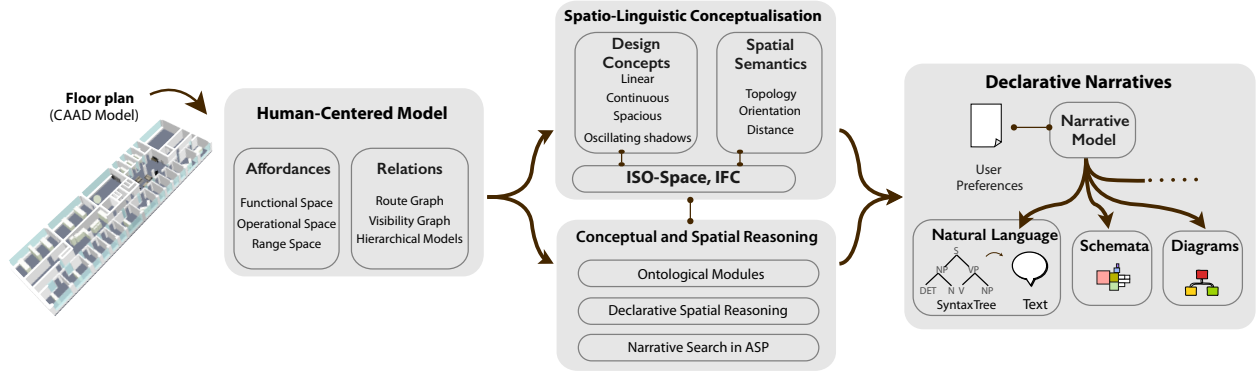 Floor plan
(CAAD Model)
Human-Centered Model
Affordances
Functional Space
Operational Space
Range Space
Relations
Route Graph
Visibility Graph
Hierarchical Models
Spatio-Linguistic Conceptualisation
Design
Concepts
Linear
Continuous
Spacious
Oscillating shadows
Spatial
Semantics
Topology
Orientation
Distance
ISO-Space, IFC
Conceptual and Spatial Reasoning
Ontological Modules
Declarative Spatial Reasoning
Narrative Search in ASP
Declarative Narratives
User
Preferences
Narrative
Model
Natural Language
S
NP VP
DET N V NP
SyntaxTree
Text
Schemata
Diagrams